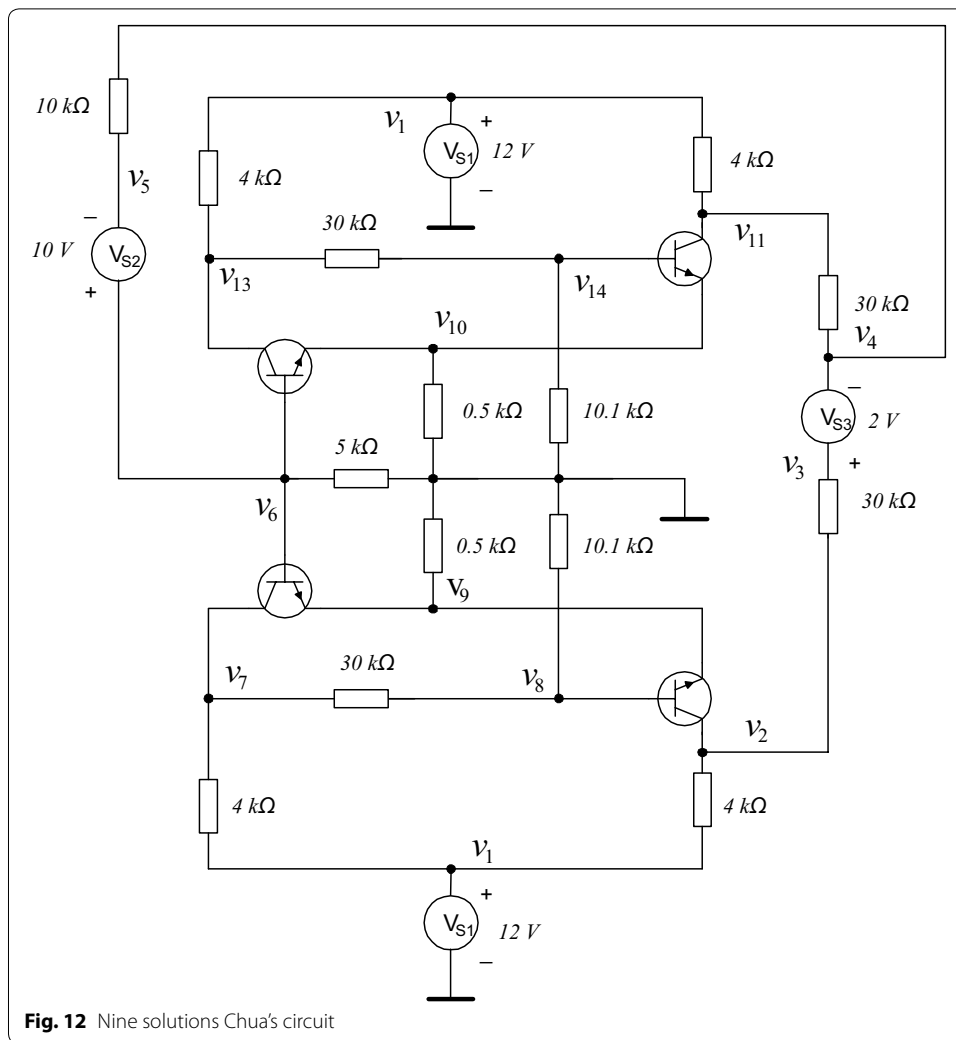 10 kΩ
v5
10 V
VS2
v1
VS1
12 V
4 kΩ
4 kΩ
30 kΩ
v13
v14
v11
v10
30 kΩ
v4
0.5 kΩ
10.1 kΩ
VS3
2 V
5 kΩ
v3
v6
30 kΩ
0.5 kΩ
10.1 kΩ
v9
v7
30 kΩ
v8
v2
4 kΩ
4 kΩ
v1
VS1
12 V
Fig. 12 Nine solutions Chua's circuit